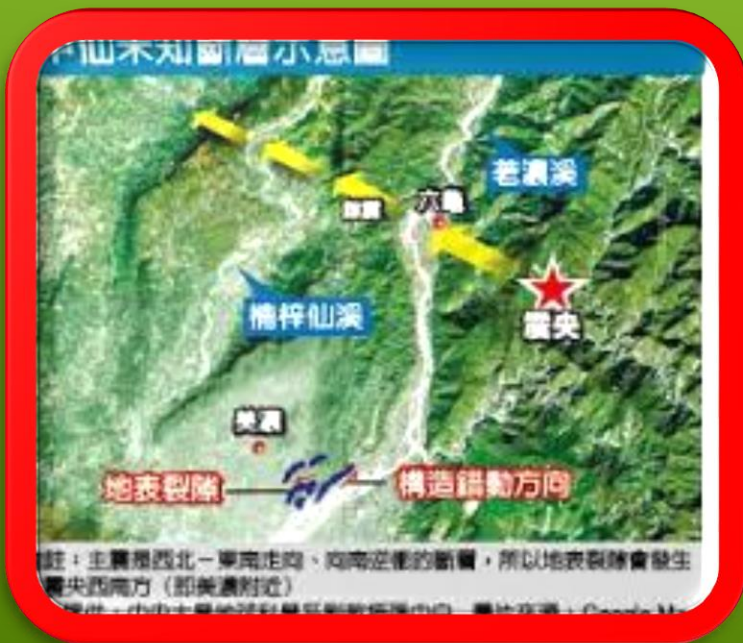 仙未知斷層示意圖
荖濃溪
六龜
震央
楠梓仙溪
美濃
地表裂隙
構造錯動方向
註：主震是西北－東南走向、向南逆衝的斷層，所以地表裂隙會發生
震央西南方（即美濃附近）